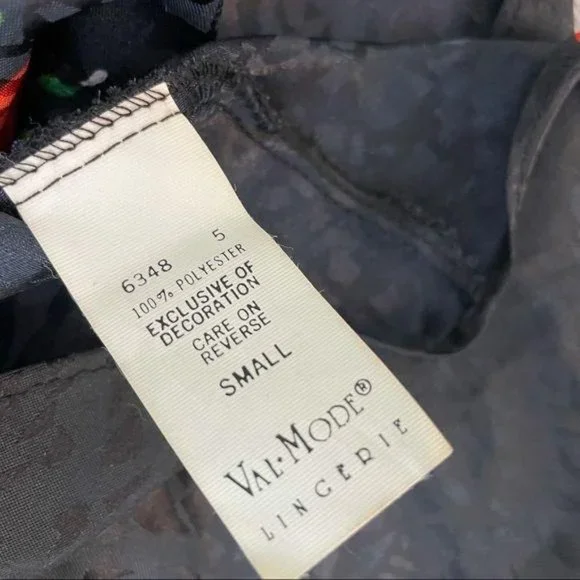 6348 5
100% POLYESTER
EXCLUSIVE OF
DECORATION
CARE ON
REVERSE
SMALL
VAL·MODE®
LINGERIE